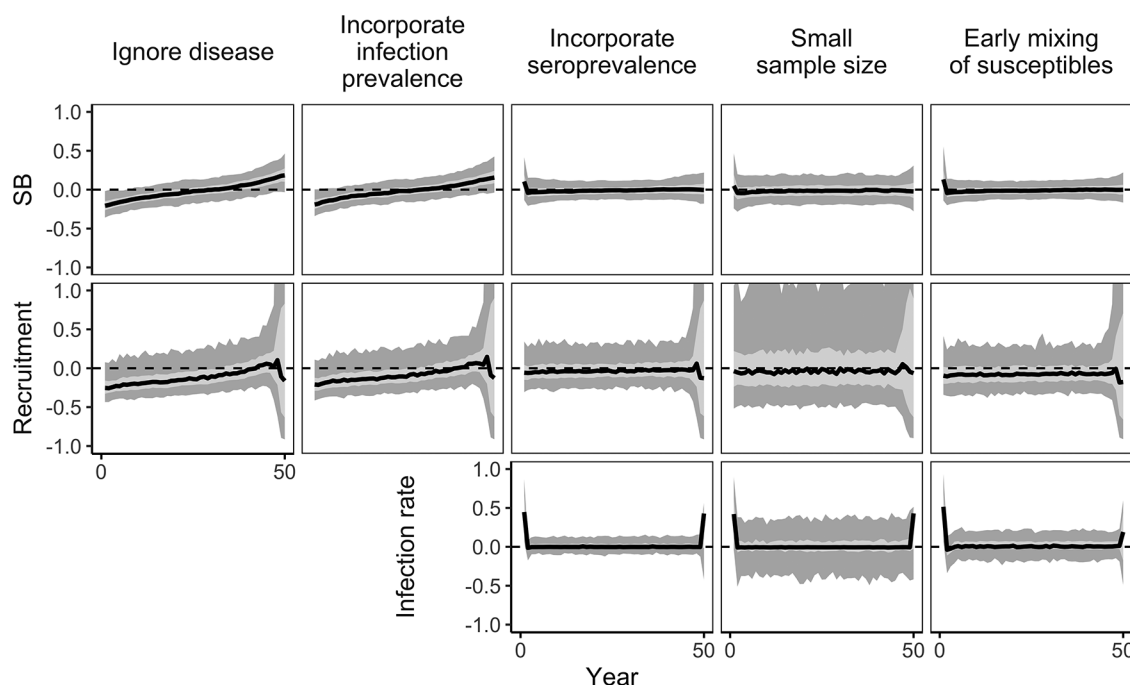 Ignore disease
Incorporate
infection
prevalence
Incorporate
seroprevalence
Small
sample size
Early mixing
of susceptibles
SB
1.0
0.5
0.0
-0.5
-1.0
Recruitment
1.0
0.5
0.0
-0.5
-1.0
0 50
Infection rate
1.0
0.5
0.0
-0.5
-1.0
0 50 0 50 0 50
Year